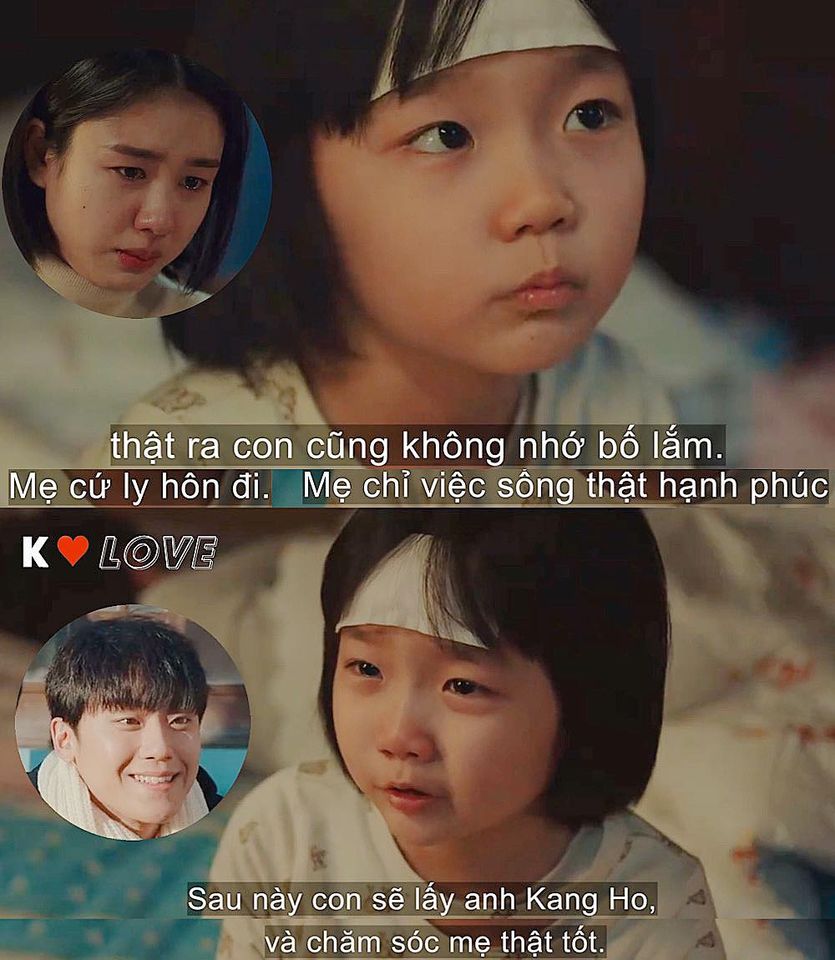 thật ra con cũng không nhớ bố lắm.
Mẹ cứ ly hôn đi. Mẹ chỉ việc sống thật hạnh phúc
K❤LOVE
Sau này con sẽ lấy anh Kang Ho,
và chăm sóc mẹ thật tốt.